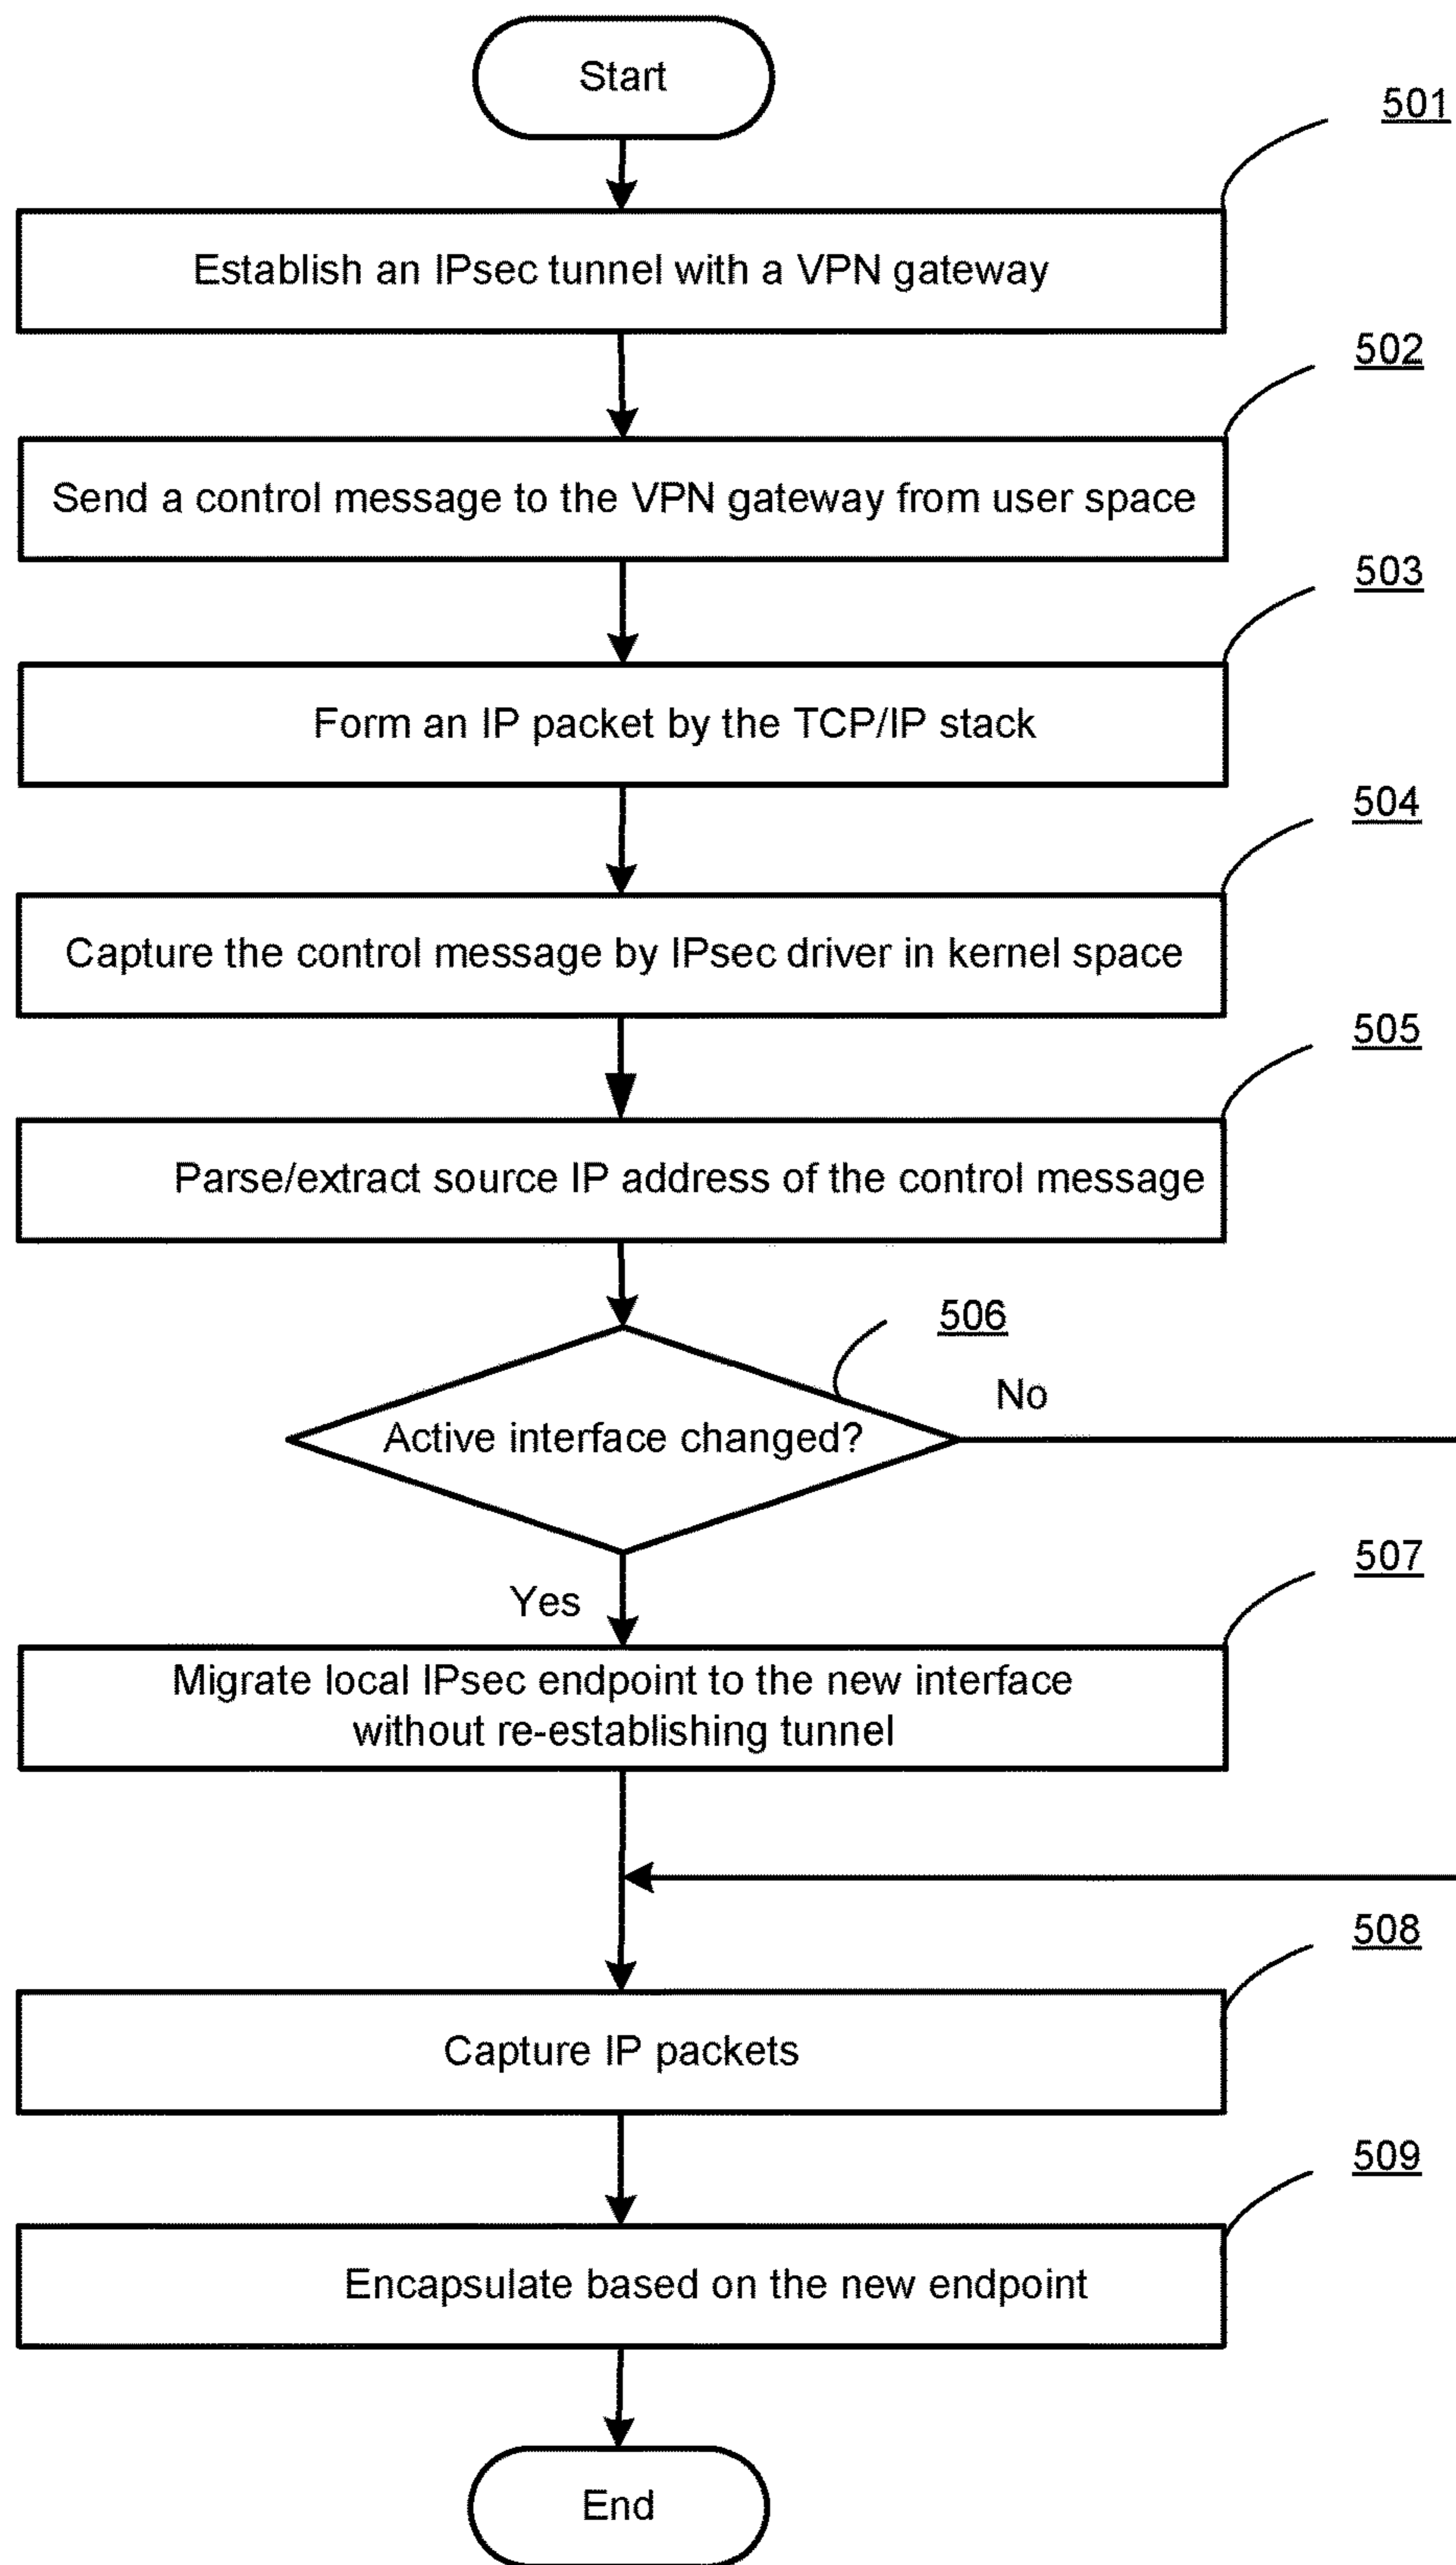 Start
501
Establish an IPsec tunnel with a VPN gateway
502
Send a control message to the VPN gateway from user space
503
Form an IP packet by the TCP/IP stack
504
Capture the control message by IPsec driver in kernel space
505
Parse/extract source IP address of the control message
506
No
Active interface changed?
Yes
507
Migrate local IPsec endpoint to the new interface
without re-establishing tunnel
508
Capture IP packets
509
Encapsulate based on the new endpoint
End